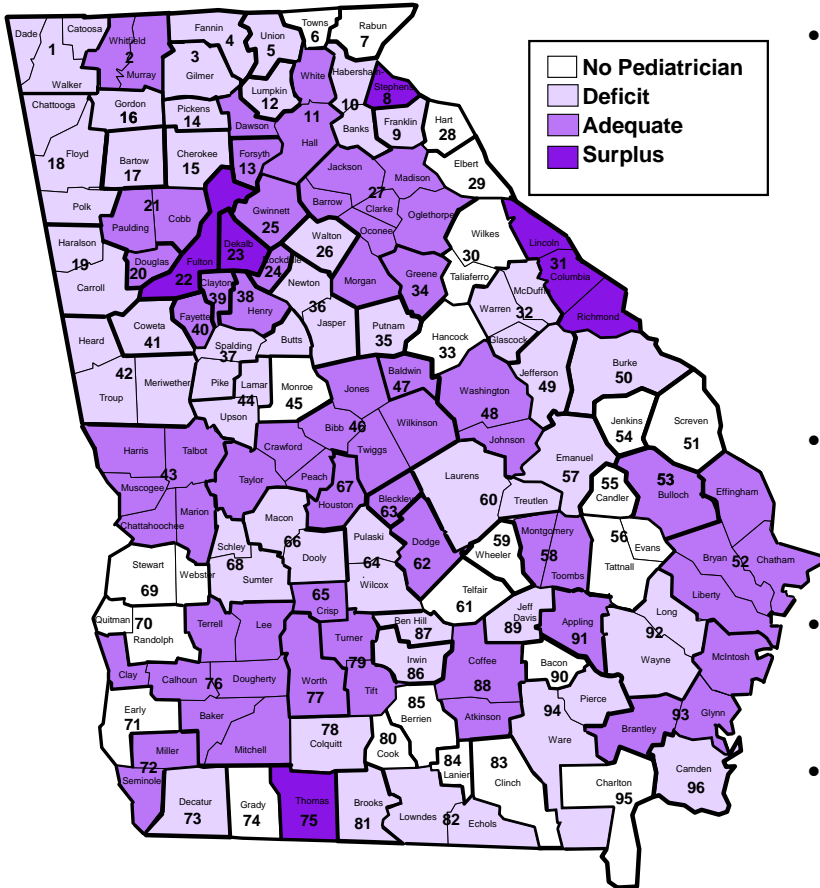 Towns
6
Rabun
7
Fannin
4
Union
5
Dade
Catoosa
1
Whitfield
2
Murray
Walker
3
Gilmer
White
Habersham
Stephens
8
Lumpkin
12
10
Chattooga
Gordon
16
Pickens
14
Dawson
11
Hall
Banks
Franklin
9
Hart
28
18
Floyd
Bartow
17
Cherokee
15
Forsyth
13
Jackson
Madison
Elbert
29
27
Polk
21
Paulding
Cobb
Gwinnett
25
Barrow
Clarke
Oglethorpe
Oconee
Wilkes
30
Taliaferro
Lincoln
31
Columbia
Richmond
Haralson
19
Carroll
Douglas
20
Fulton
22
Dekalb
23
Rockdale
24
Walton
26
Newton
Morgan
Greene
34
Clayton
39
38
Henry
36
Jasper
McDuffi
Warren
32
Glascock
Fayette
40
Coweta
41
Spalding
37
Butts
Putnam
35
Hancock
33
Heard
42
Troup
Meriwether
Pike
Lamar
44
Upson
Monroe
45
Jones
Baldwin
47
Washington
48
Jefferson
49
Burke
50
Jenkins
54
Screven
51
Harris
Talbot
43
Muscogee
Marion
Chattahoochee
Bibb
46
Wilkinson
Twiggs
Johnson
Crawford
Peach
Taylor
67
Houston
Bleckley
63
Laurens
60
Treutlen
Emanuel
57
55
Candler
53
Bulloch
Effingham
Macon
66
Dooly
Pulaski
64
Wilcox
Dodge
62
59
Wheeler
Montgomery
58
Toombs
56
Evans
Tattnall
Bryan
52
Chatham
Liberty
Schley
68
Sumter
Stewart
69
Webster
65
Crisp
Telfair
61
Jeff
Davis
89
Appling
91
Long
92
Wayne
McIntosh
Quitman
70
Randolph
Terrell
Lee
Turner
79
Tift
Ben Hill
87
Irwin
86
Coffee
88
Atkinson
Bacon
90
Pierce
94
Ware
Clay
Calhoun
76
Dougherty
Worth
77
Brantley
93
Glynn
Early
71
Baker
Mitchell
78
Colquitt
85
Berrien
80
Cook
Miller
72
Seminole
84
Lanier
83
Clinch
Charlton
95
Camden
96
Decatur
73
Grady
74
Thomas
75
Brooks
81
Lowndes
82
Echols
No Pediatrician
Deficit
Adequate
Surplus
•
•
•
•